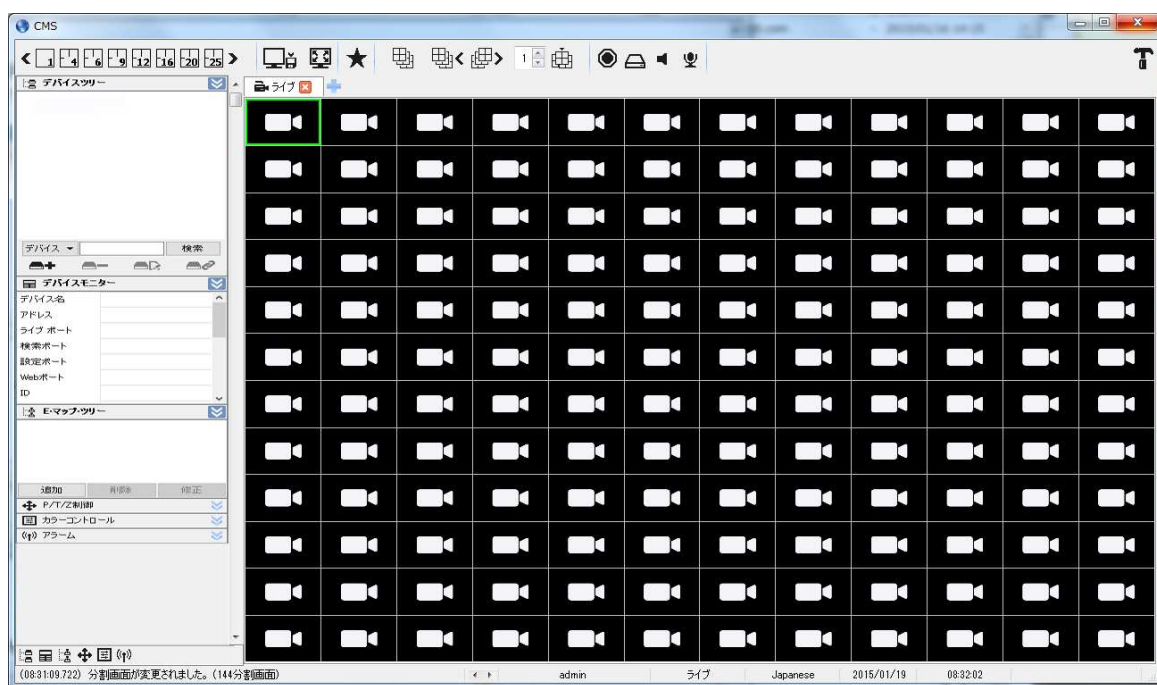 CMS
1 4 6 9 12 16 20 25 1
デバイスツリー
ライブ
デバイス 検索
デバイスモニター
デバイス名
アドレス
ライブ ポート
検索ポート
設定ポート
Webポート
ID
E-マップ・ツリー
追加 削除 修正
P/T/Z制御
カラーコントロール
アラーム
(08:31:09.722) 分割画面が変更されました。(144分割画面) admin ライブ Japanese 2015/01/19 08:32:02